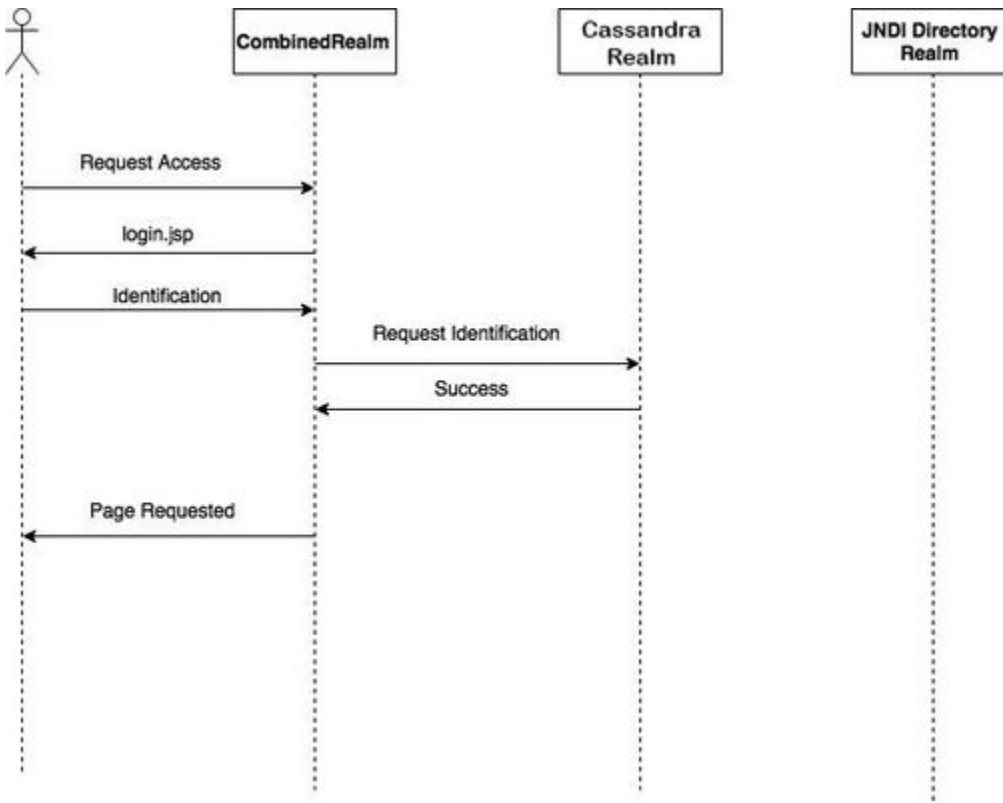 CombinedRealm
Cassandra
Realm
JNDI Directory
Realm
Request Access
login.jsp
Identification
Request Identification
Success
Page Requested